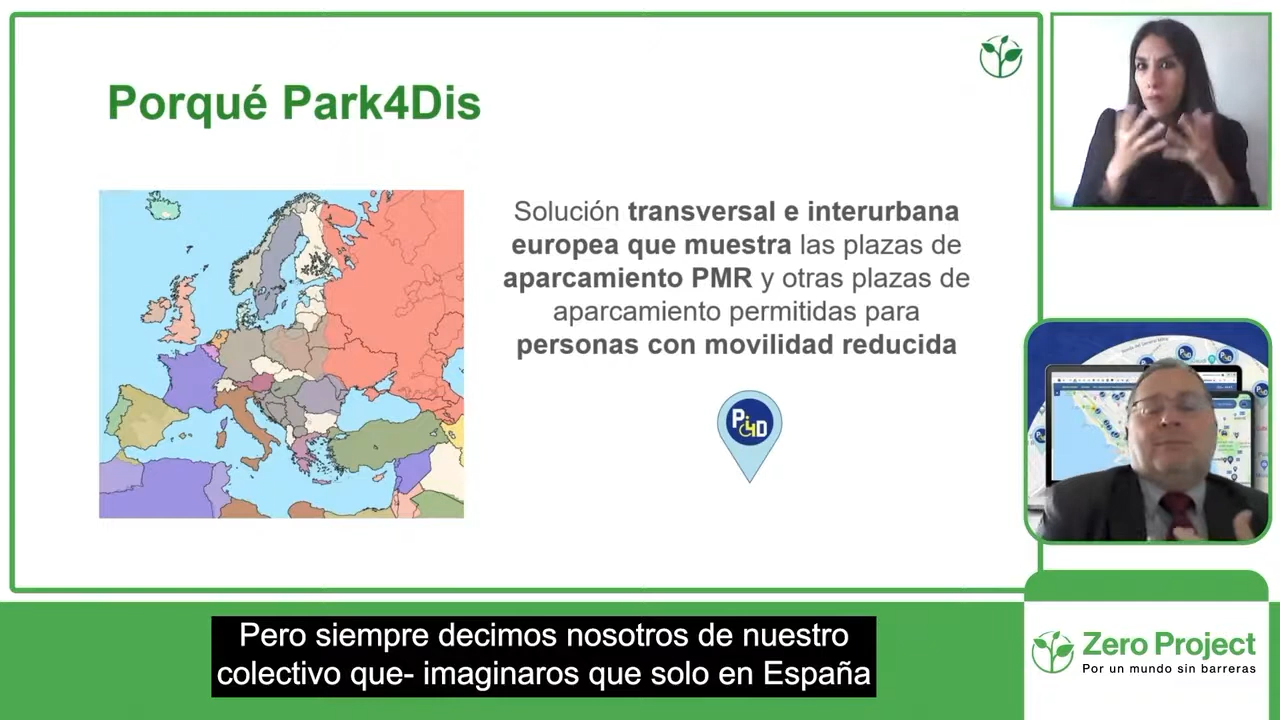 Porqué Park4Dis
Solución transversal e interurbana
europea que muestra las plazas de
aparcamiento PMR y otras plazas de
aparcamiento permitidas para
personas con movilidad reducida
P4D
Pero siempre decimos nosotros de nuestro
colectivo que- imaginaros que solo en España
Zero Project
Por un mundo sin barreras